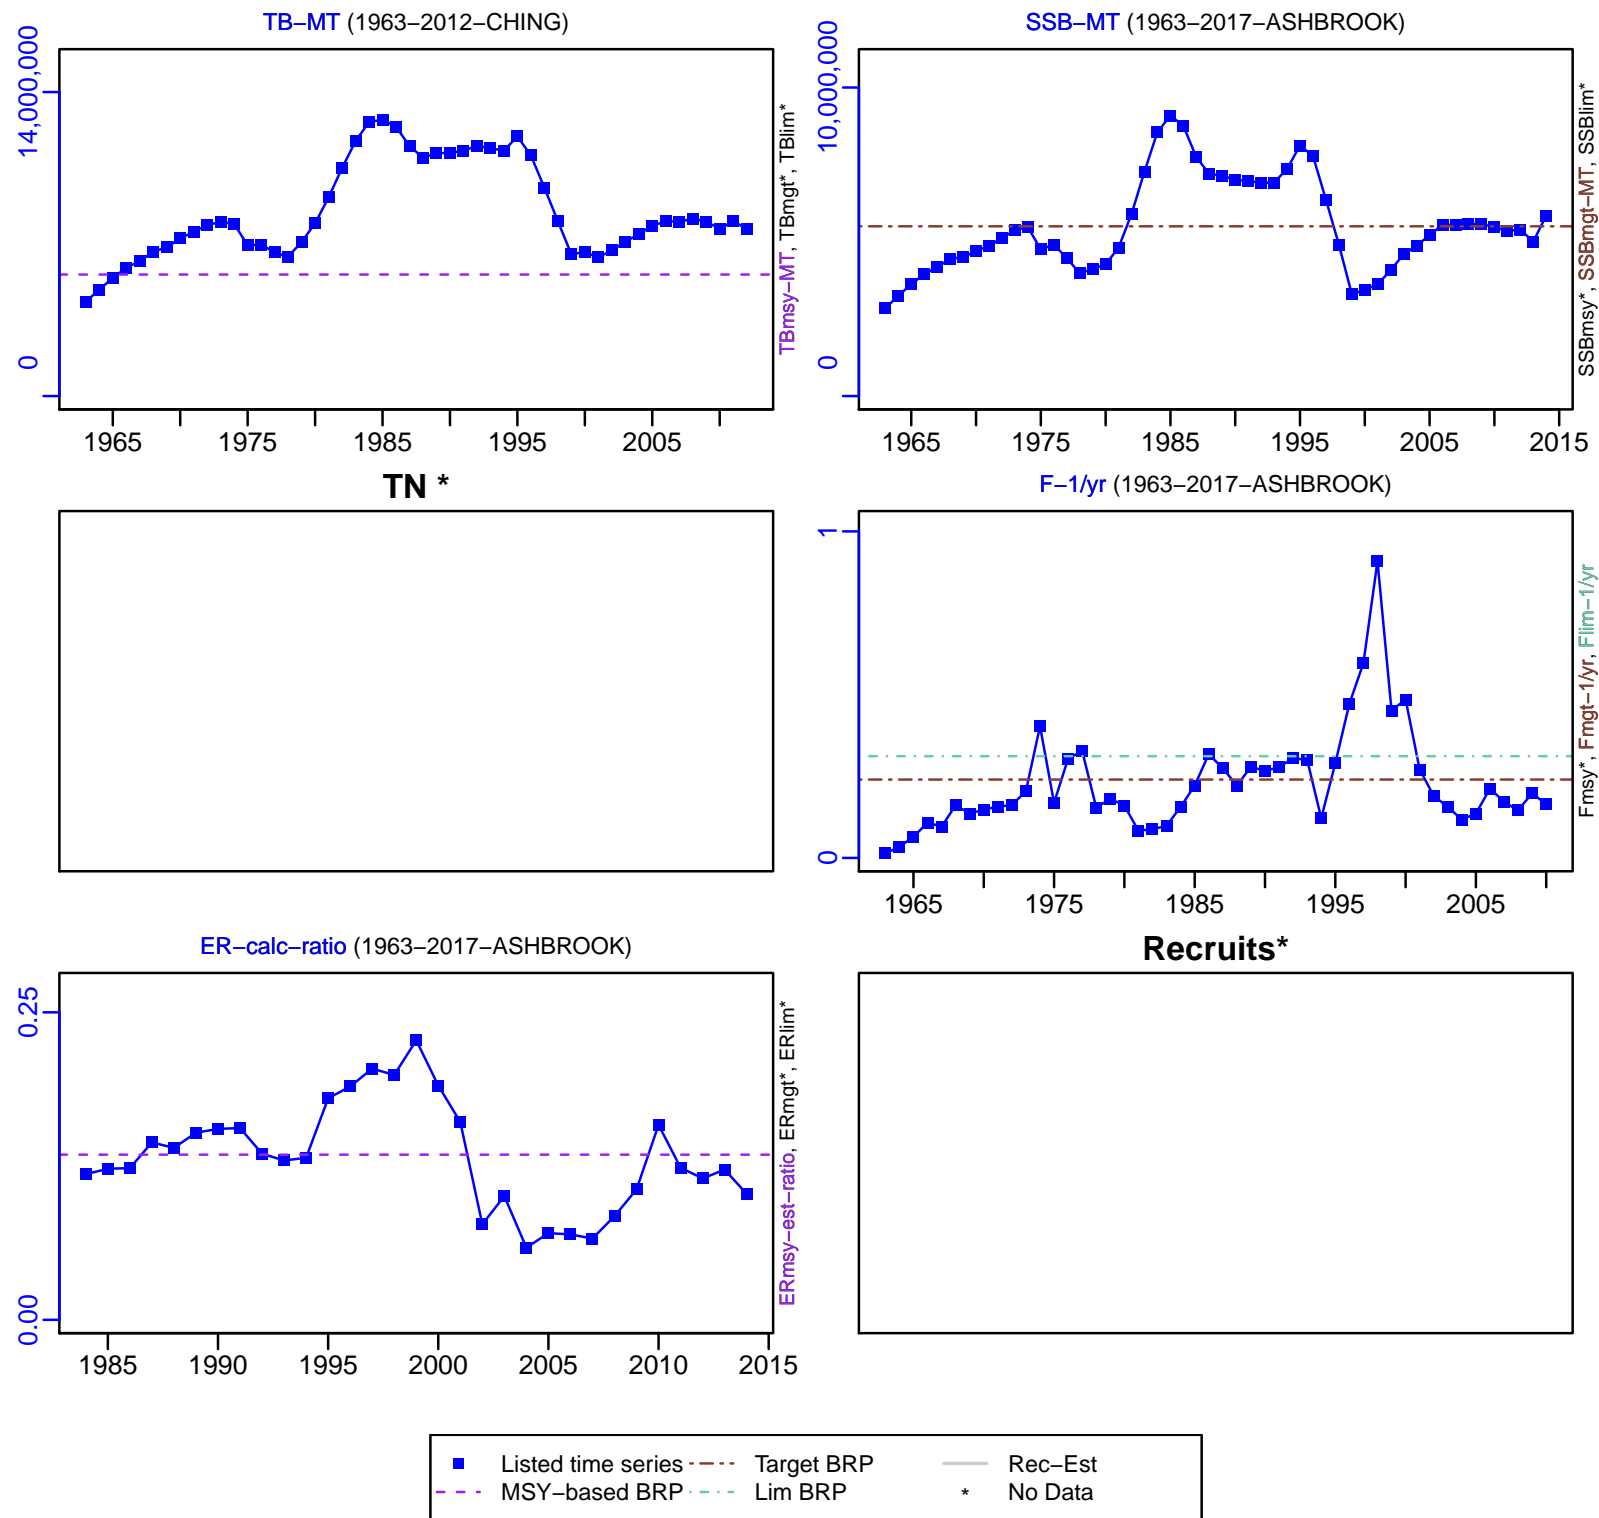 TB−MT (1963−2012−CHING)
14,000,000
0
TBmsy−MT, TBmgt*, TBlim*
1965 1975 1985 1995 2005
SSB−MT (1963−2017−ASHBROOK)
10,000,000
0
SSBmsy*, SSBmgt−MT, SSBlim*
1965 1975 1985 1995 2005 2015
TN *
F−1/yr (1963−2017−ASHBROOK)
1
0
Fmsy*, Fmgt−1/yr, Flim−1/yr
1965 1975 1985 1995 2005
ER−calc−ratio (1963−2017−ASHBROOK)
0.25
0.00
ERmsy−est−ratio, ERmgt*, ERlim*
1985 1990 1995 2000 2005 2010 2015
Recruits*
Listed time series Target BRP Rec−Est
MSY−based BRP Lim BRP * No Data